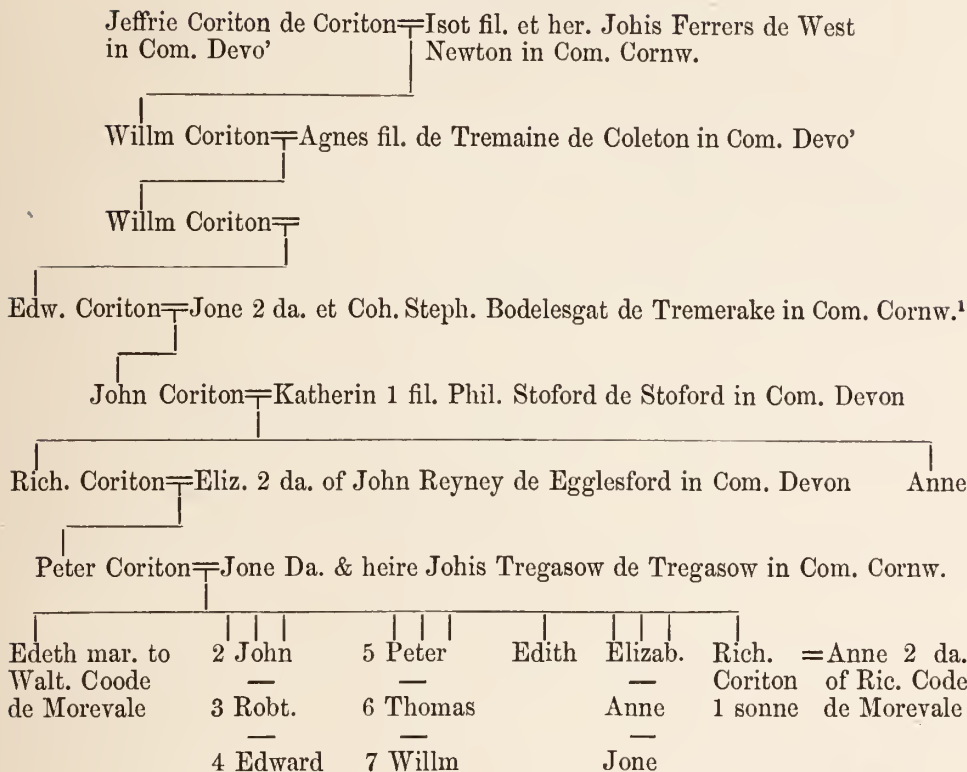 Jeffrie Coriton de Coriton=Isot fil. et her. Johis Ferrers de West
in Com. Devo' Newton in Com. Cornw.
Willm Coriton=Agnes fil. de Tremaine de Coleton in Com. Devo'
Willm Coriton=
Edw. Coriton=Jone 2 da. et Coh. Steph. Bodelesgat de Tremerake in Com. Cornw.¹
John Coriton=Katherin 1 fil. Phil. Stoford de Stoford in Com. Devon
Rich. Coriton=Eliz. 2 da. of John Reyney de Egglesford in Com. Devon Anne
Peter Coriton=Jone Da. & heire Johis Tregasow de Tregasow in Com. Cornw.
Edeth mar. to 2 John 5 Peter Edith Elizab. Rich. =Anne 2 da.
Walt. Coode — — — Coriton of Ric. Code
de Morevale 3 Robt. 6 Thomas Anne 1 sonne de Morevale
— — —
4 Edward 7 Willm Jone